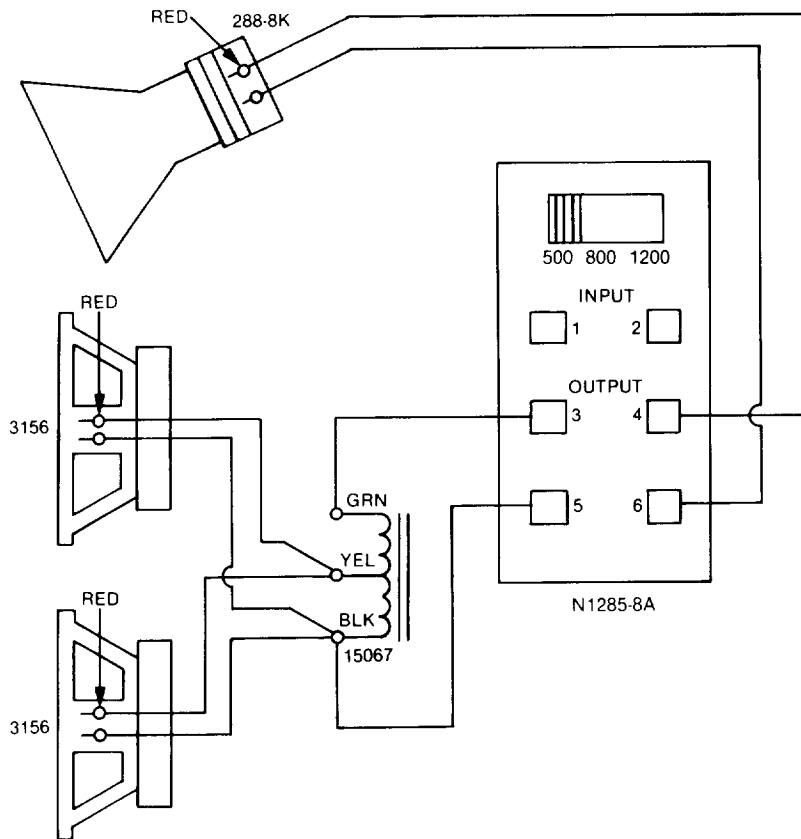 RED
288-8K
500 800 1200
INPUT
1 2
OUTPUT
3 4
5 6
N1285-8A
RED
3156
GRN
YEL
BLK
15067
RED
3156